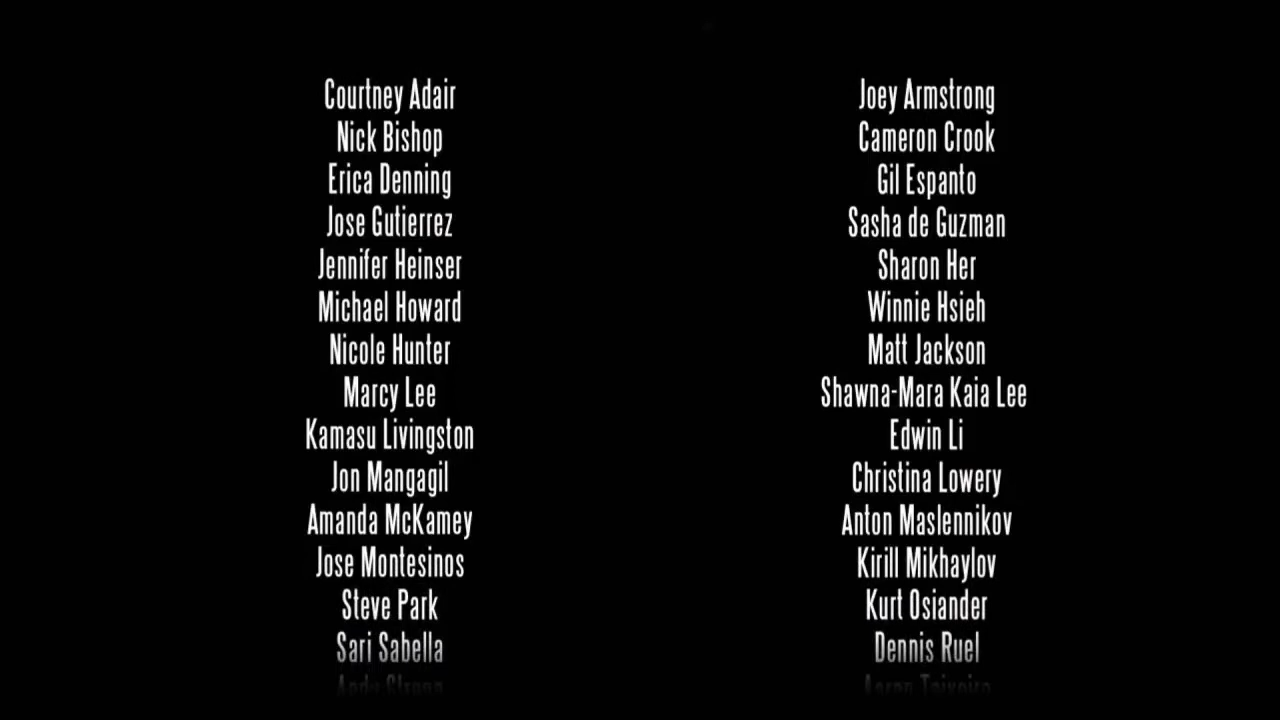 Courtney Adair
Nick Bishop
Erica Denning
Jose Gutierrez
Jennifer Heinser
Michael Howard
Nicole Hunter
Marcy Lee
Kamasu Livingston
Jon Mangagil
Amanda McKamey
Jose Montesinos
Steve Park
Sari Sabella
Joey Armstrong
Cameron Crook
Gil Espanto
Sasha de Guzman
Sharon Her
Winnie Hsieh
Matt Jackson
Shawna-Mara Kaia Lee
Edwin Li
Christina Lowery
Anton Maslennikov
Kirill Mikhaylov
Kurt Osiander
Dennis Ruel